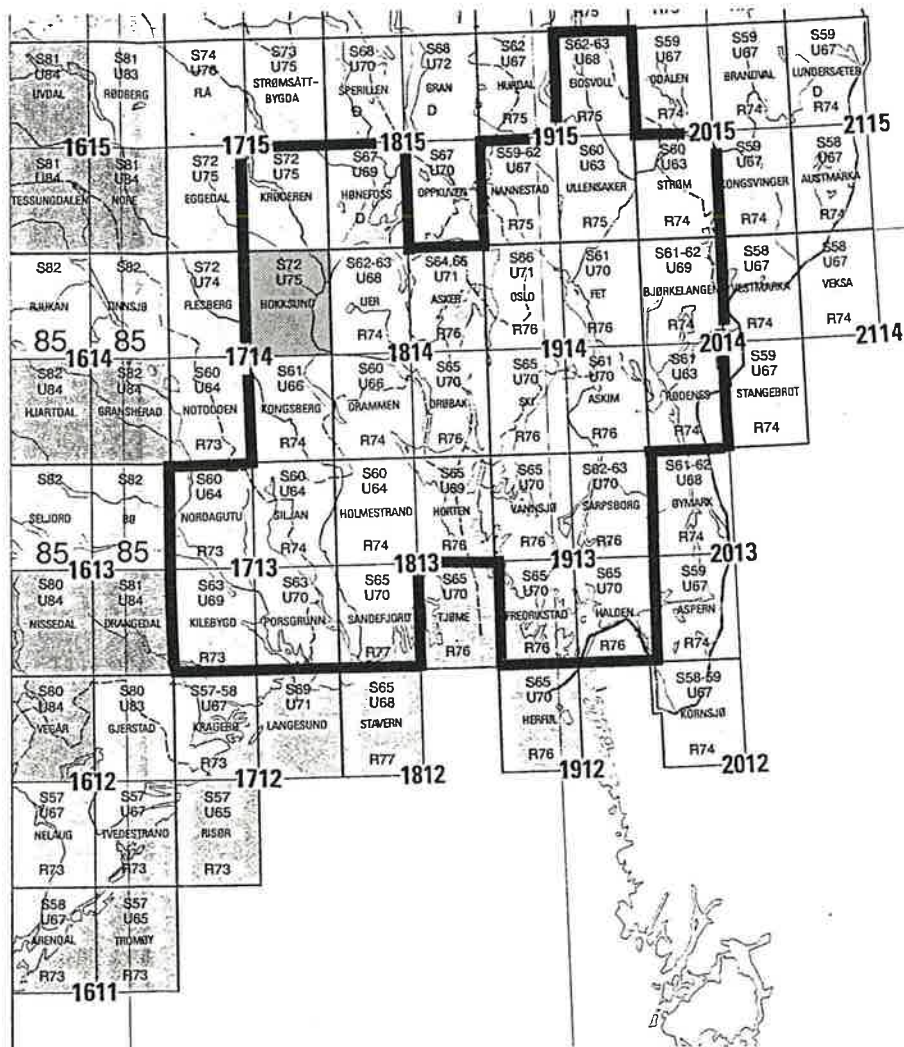 R75
R74
S81 S81 S74 S73 S68 S68 S62 S62-63 S59 S59 S59
U84 U83 U76 U75 U70 U72 U67 U68 U67 U67 U67
UVDAL RØDBERG FLÅ STRØMSÅTT-BYGDA SPERILLEN GRAN HURDAL EIDSVOLL ODALEN BRANDVAL LUNDERSÆTER
D D D
R75 R75 R74 R74 R74
1615 1715 1815 1915 2015 2115
S81 S81 S72 S72 S67 S67 S59-62 S60 S60 S59 S58
U84 U84 U75 U75 U69 U70 U67 U63 U63 U67 U67
TESSUNGDALEN NORE EGGEDAL KRØDEREN HØNEFOSS OPPKUVEN NANNESTAD ULLENSAKER STRØM KONGSVINGER AUSTMARKA
D R75 R75 R74 R74 R74
S82 S82 S72 S72 S62-63 S64,66 S66 S61 S61-62 S58 S58
U74 U75 U68 U71 U71 U70 U69 U67 U67
RJUKAN TINNSJØ FLESBERG HOKKSUND LIER ASKER OSLO FET BJØRKELANGEN VESTMARKA VEKSA
85 85 R74 R74 R76 R76 R74 R74 R74
1614 1714 1814 1914 2014 2114
S82 S82 S60 S61 S60 S65 S65 S61 S61 S59
U84 U84 U64 U66 U66 U70 U70 U70 U63 U67
HJARTDAL GRANSHERAD NOTODDEN KONGSBERG DRAMMEN DRØBAK SKI ASKIM RØDENES STANGEBROT
R73 R74 R74 R76 R76 R76 R74 R74
S82 S82 S60 S60 S60 S65 S65 S62-63 S61-62
U64 U64 U64 U69 U70 U70 U68
SELJORD BØ NORDAGUTU SILJAN HOLMESTRAND HORTEN VANNSJØ SARPSBORG ØYMARK
85 85 R73 R74 R74 R76 R76 R76 R74
1613 1713 1813 1913 2013
S80 S81 S63 S63 S65 S65 S65 S65 S59
U84 U84 U69 U70 U70 U70 U70 U70 U67
NISSEDAL DRANGEDAL KILEBYGD PORSGRUNN SANDEFJORD TJØME FREDRIKSTAD HALDEN ASPERN
R73 R77 R76 R76 R76 R74
S80 S80 S57-58 S69 S65 S65 S58-59
U84 U83 U67 U71 U68 U70 U67
VEGÅR GJERSTAD KRAGERØ LANGESUND STAVERN HERFØL KORNSJØ
R73 R77 R76 R74
1612 1712 1812 1912 2012
S57 S57 S57
U67 U67 U65
NELAUG TVEDESTRAND RISØR
R73 R73 R73
S58 S57
U67 U65
ARENDAL TROMØY
R73 R73
1611